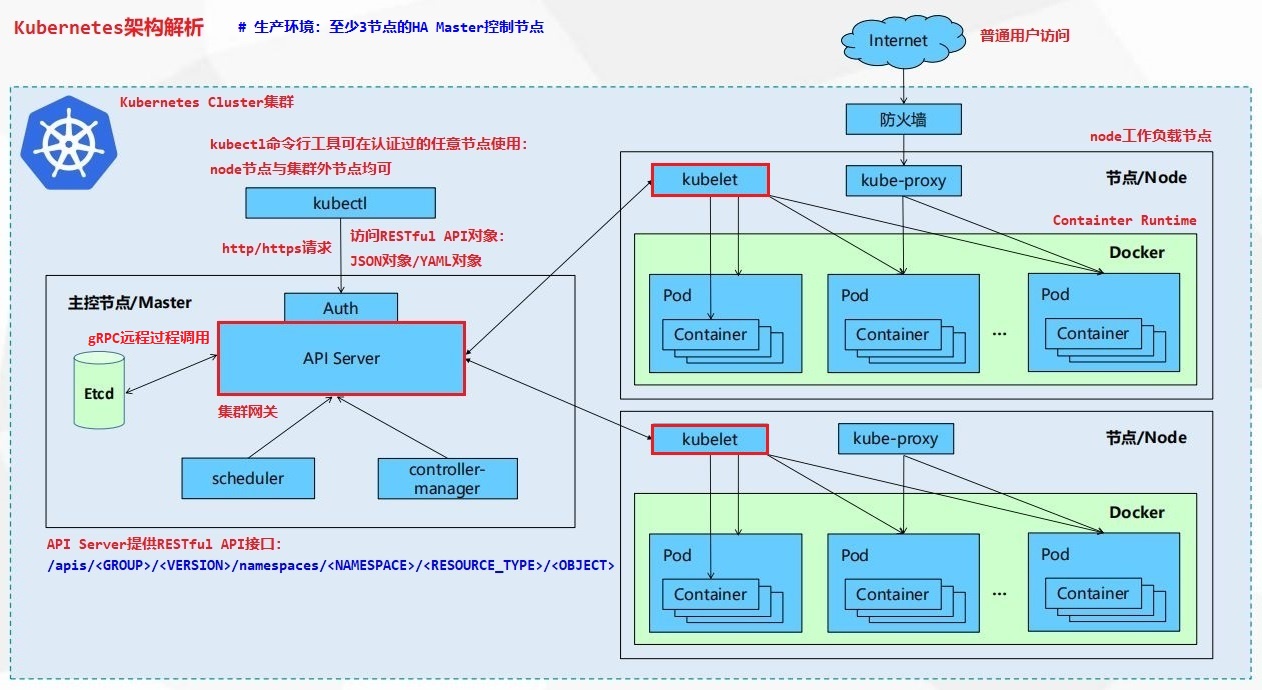 Kubernetes架构解析
# 生产环境：至少3节点的HA Master控制节点
Internet
普通用户访问
Kubernetes Cluster集群
防火墙
kubectl命令行工具可在认证过的任意节点使用：
node节点与集群外节点均可
node工作负载节点
kubectl
http/https请求
访问RESTful API对象：
JSON对象/YAML对象
主控节点/Master
Auth
gRPC远程过程调用
API Server
Etcd
集群网关
scheduler
controller-
manager
API Server提供RESTful API接口：
/apis/<GROUP>/<VERSION>/namespaces/<NAMESPACE>/<RESOURCE_TYPE>/<OBJECT>
kubelet
kube-proxy
节点/Node
Containter Runtime
Docker
Pod
Container
Pod
Container
...
Pod
Container
kubelet
kube-proxy
节点/Node
Docker
Pod
Container
Pod
Container
...
Pod
Container